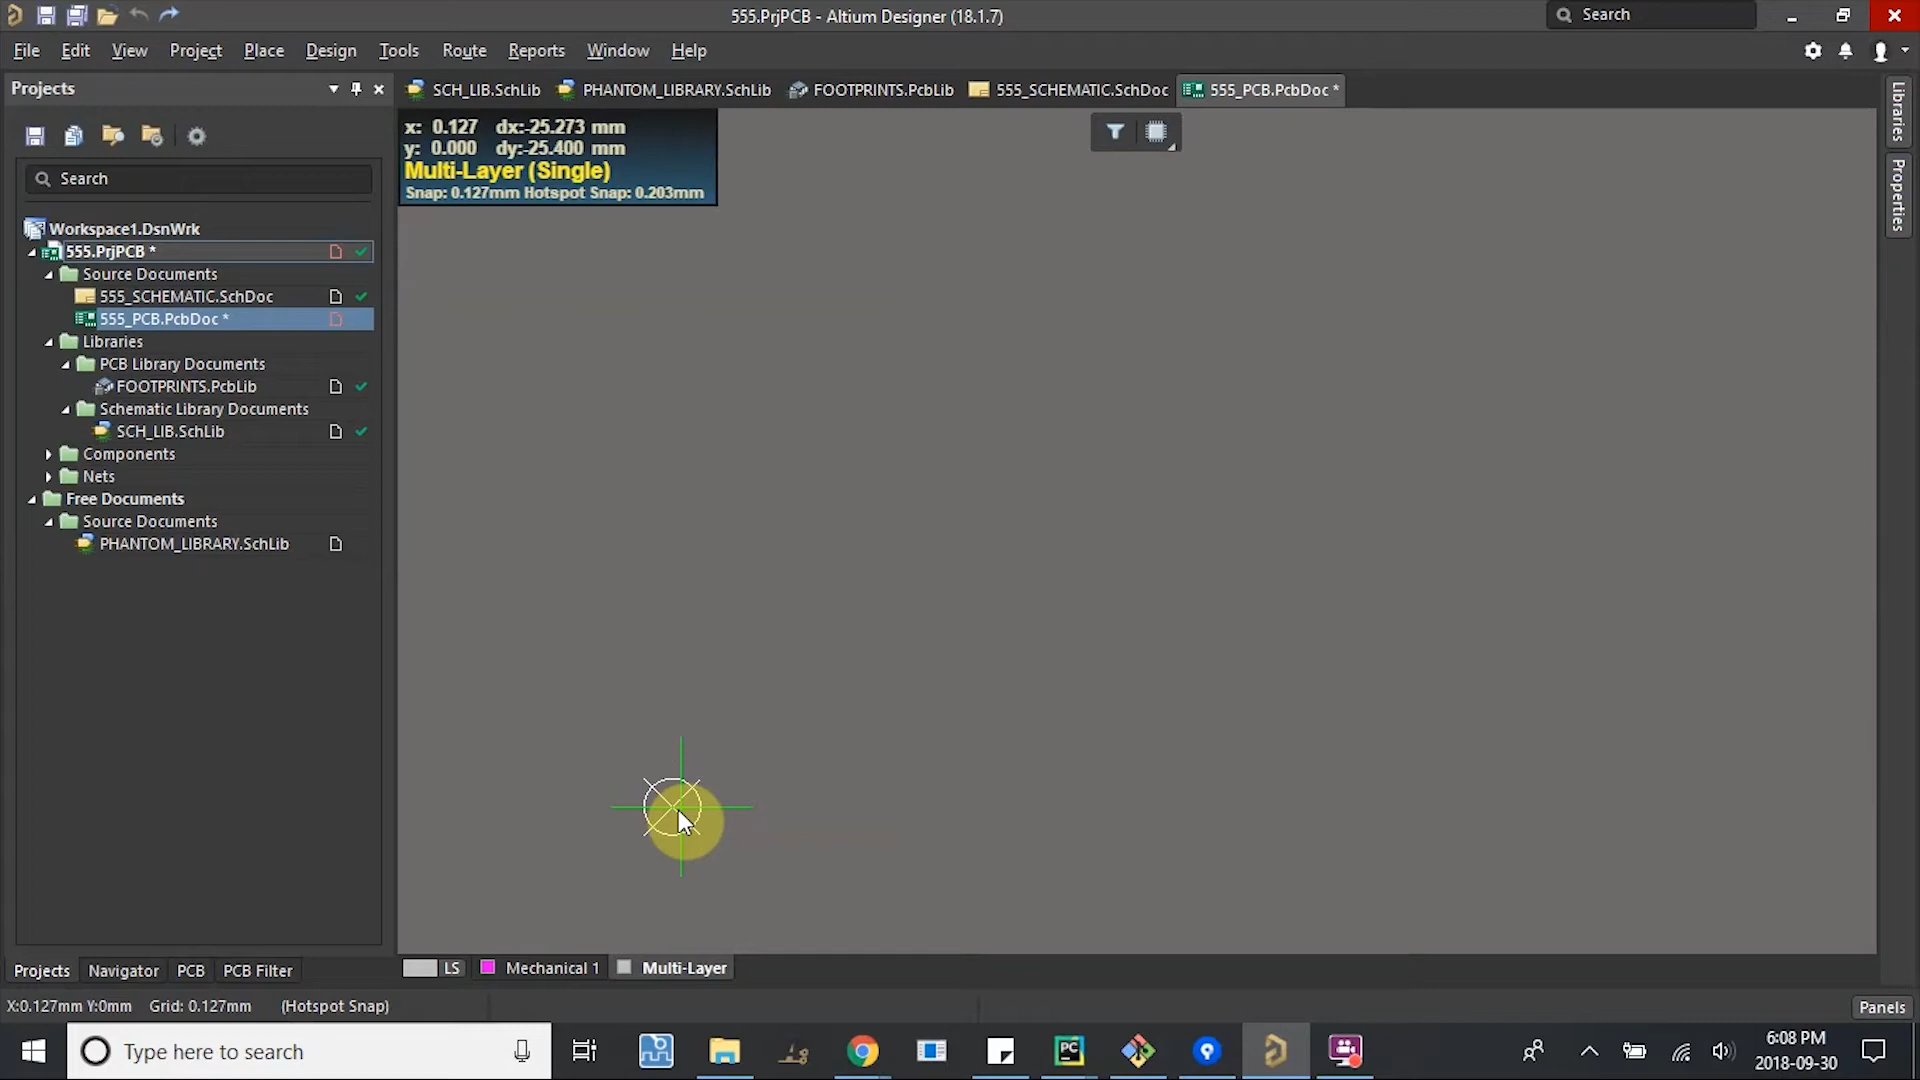 555.PrjPCB - Altium Designer (18.1.7)
Search
File Edit View Project Place Design Tools Route Reports Window Help
Projects
SCH_LIB.SchLib PHANTOM_LIBRARY.SchLib FOOTPRINTS.PcbLib 555_SCHEMATIC.SchDoc 555_PCB.PcbDoc *
Libraries
Properties
x: 0.127 dx:-25.273 mm
y: 0.000 dy:-25.400 mm
Multi-Layer (Single)
Snap: 0.127mm Hotspot Snap: 0.203mm
Search
Workspace1.DsnWrk
555.PrjPCB *
Source Documents
555_SCHEMATIC.SchDoc
555_PCB.PcbDoc *
Libraries
PCB Library Documents
FOOTPRINTS.PcbLib
Schematic Library Documents
SCH_LIB.SchLib
Components
Nets
Free Documents
Source Documents
PHANTOM_LIBRARY.SchLib
Projects Navigator PCB PCB Filter
LS Mechanical 1 Multi-Layer
X:0.127mm Y:0mm Grid: 0.127mm (Hotspot Snap)
Panels
Type here to search
PC
6:08 PM
2018-09-30